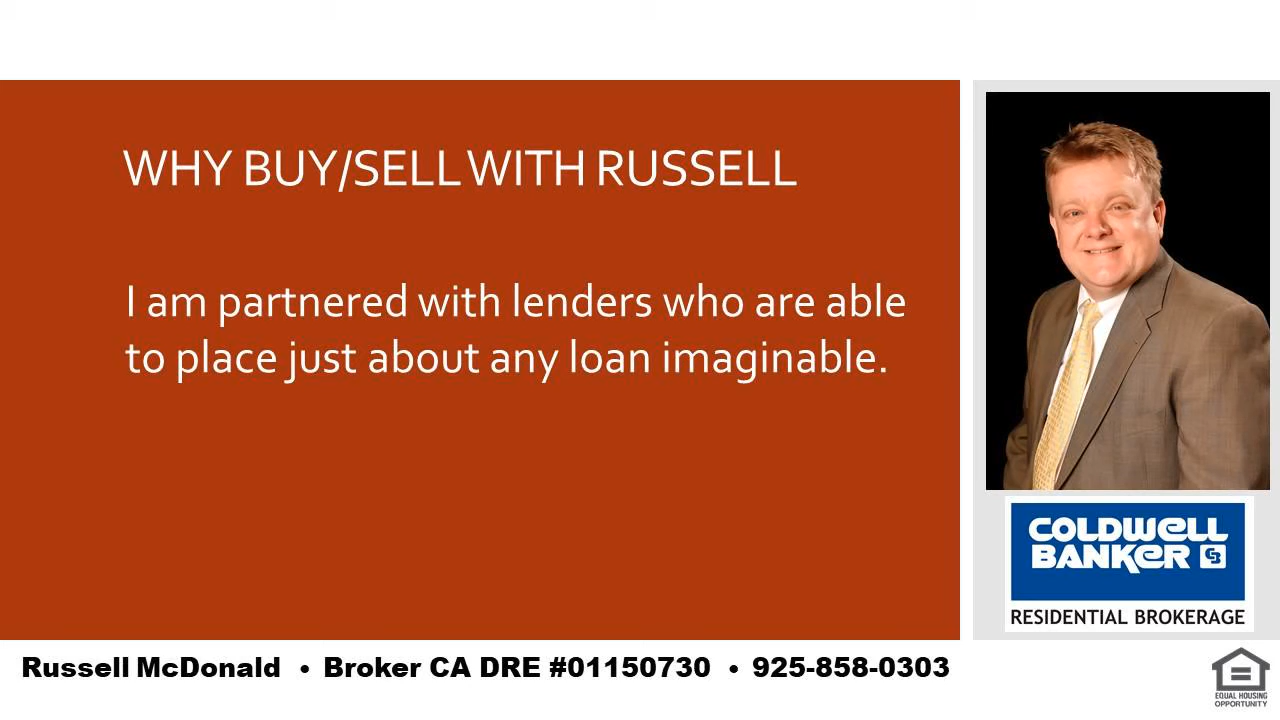 WHY BUY/SELL WITH RUSSELL
I am partnered with lenders who are able
to place just about any loan imaginable.
COLDWELL
BANKER CB
RESIDENTIAL BROKERAGE
Russell McDonald • Broker CA DRE #01150730 • 925-858-0303
EQUAL HOUSING
OPPORTUNITY